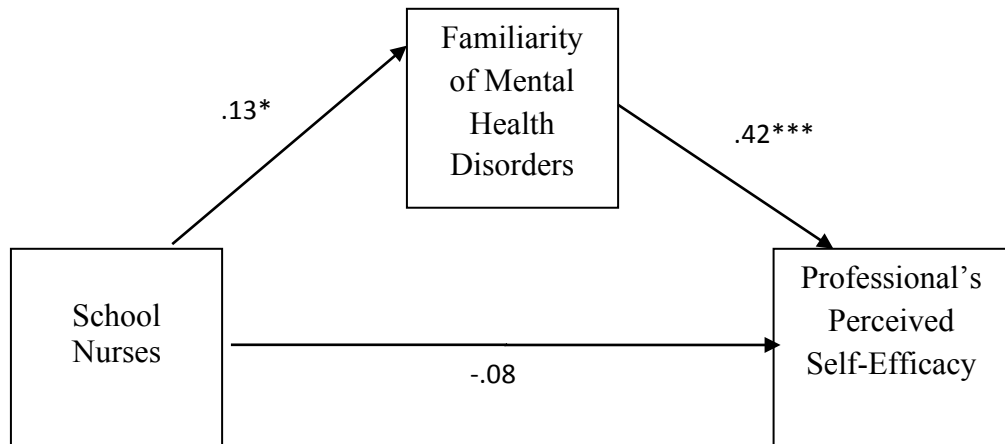 Familiarity
of Mental
Health
Disorders
.13*
.42***
School
Nurses
-.08
Professional’s
Perceived
Self-Efficacy